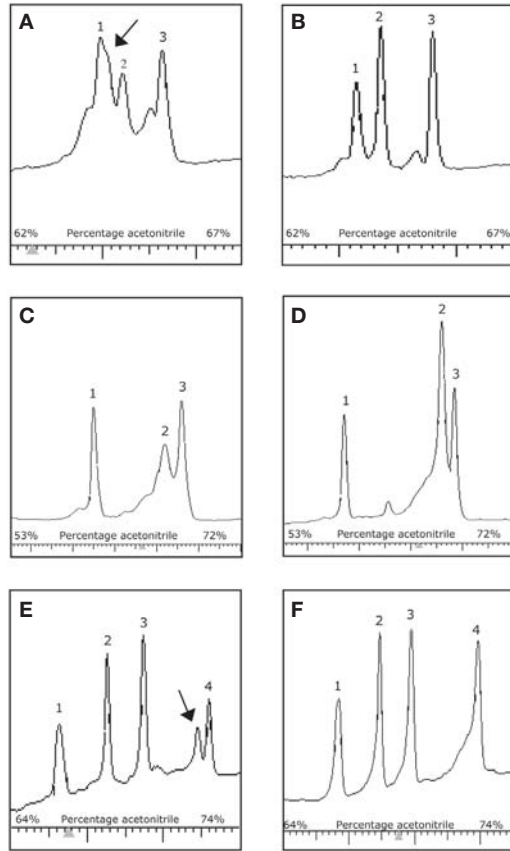 A
1
2
3
62% Percentage acetonitrile 67%
B
1
2
3
62% Percentage acetonitrile 67%
C
1
2
3
53% Percentage acetonitrile 72%
D
1
2
3
53% Percentage acetonitrile 72%
E
1
2
3
4
64% Percentage acetonitrile 74%
F
1
2
3
4
64% Percentage acetonitrile 74%